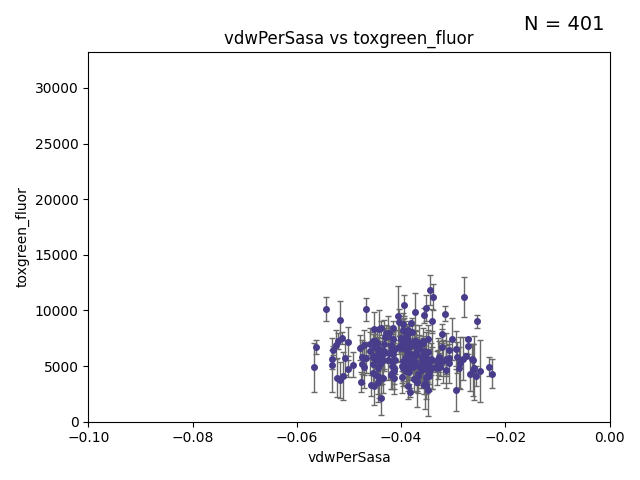 N = 401
vdwPerSasa vs toxgreen_fluor
30000
25000
20000
15000
10000
5000
0
toxgreen_fluor
−0.10 −0.08 −0.06 −0.04 −0.02 0.00
vdwPerSasa